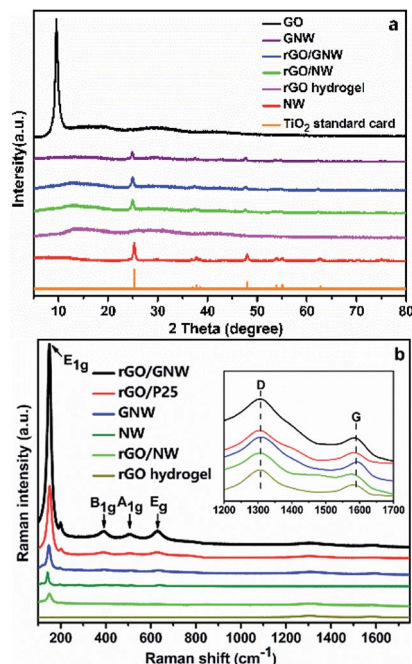 a
GO
GNW
rGO/GNW
rGO/NW
rGO hydrogel
NW
TiO2 standard card
Intensity(a.u.)
10 20 30 40 50 60 70 80
2 Theta (degree)
b
E1g
rGO/GNW
rGO/P25
GNW
NW
rGO/NW
rGO hydrogel
D
G
1200 1300 1400 1500 1600 1700
B1g A1g Eg
Raman intensity (a.u.)
200 400 600 800 1000 1200 1400 1600
Raman shift (cm-1)